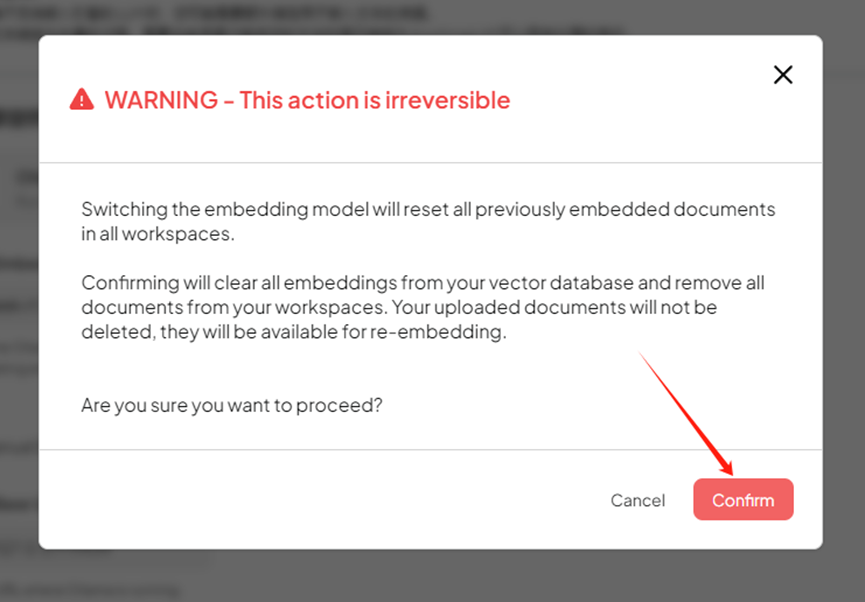 WARNING - This action is irreversible
Switching the embedding model will reset all previously embedded documents
in all workspaces.
Confirming will clear all embeddings from your vector database and remove all
documents from your workspaces. Your uploaded documents will not be
deleted, they will be available for re-embedding.
Are you sure you want to proceed?
Cancel
Confirm